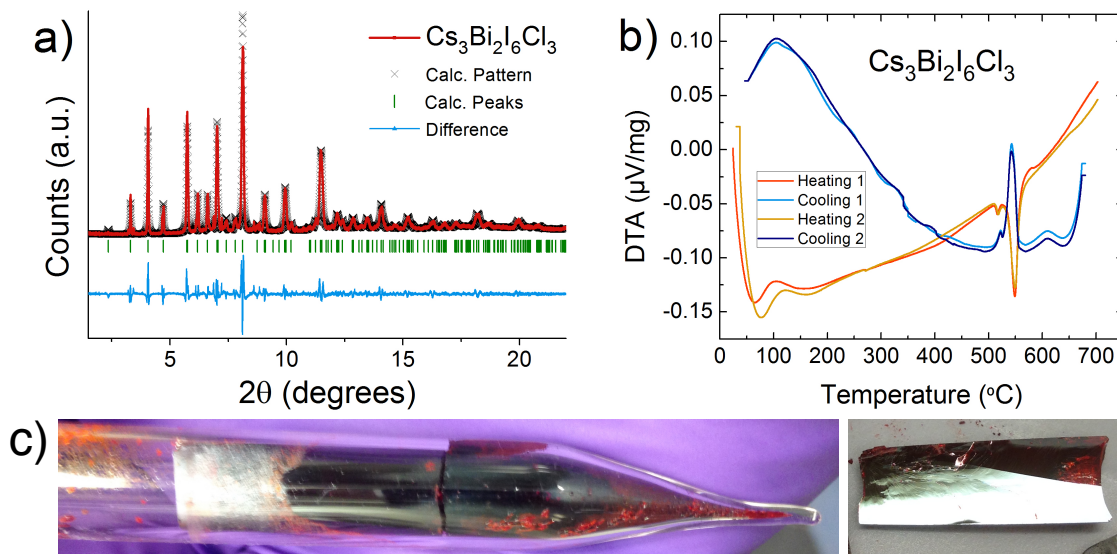 a)
Cs₃Bi₂I₆Cl₃
Calc. Pattern
Calc. Peaks
Difference
Counts (a.u.)
5 10 15 20
2θ (degrees)
b)
Cs₃Bi₂I₆Cl₃
0.10
0.05
0.00
-0.05
-0.10
-0.15
DTA (μV/mg)
Heating 1
Cooling 1
Heating 2
Cooling 2
0 100 200 300 400 500 600 700
Temperature (ᵒC)
c)